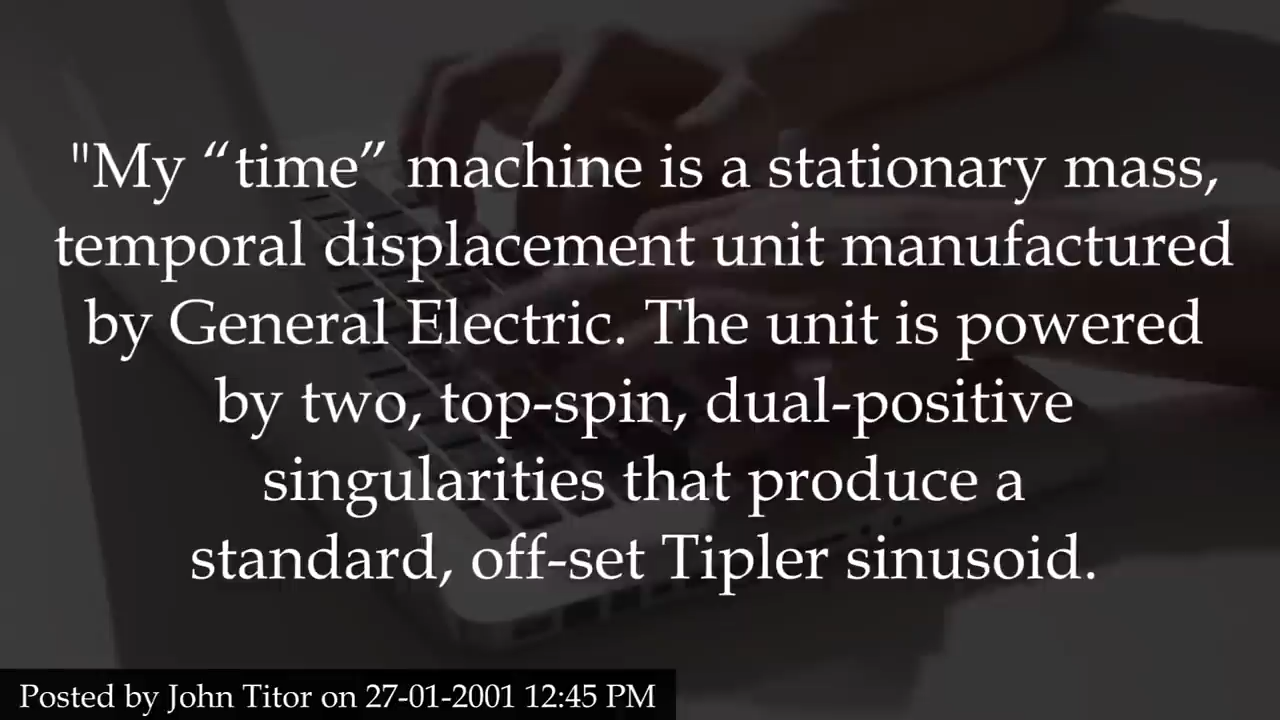 "My “time” machine is a stationary mass,
temporal displacement unit manufactured
by General Electric. The unit is powered
by two, top-spin, dual-positive
singularities that produce a
standard, off-set Tipler sinusoid.
Posted by John Titor on 27-01-2001 12:45 PM